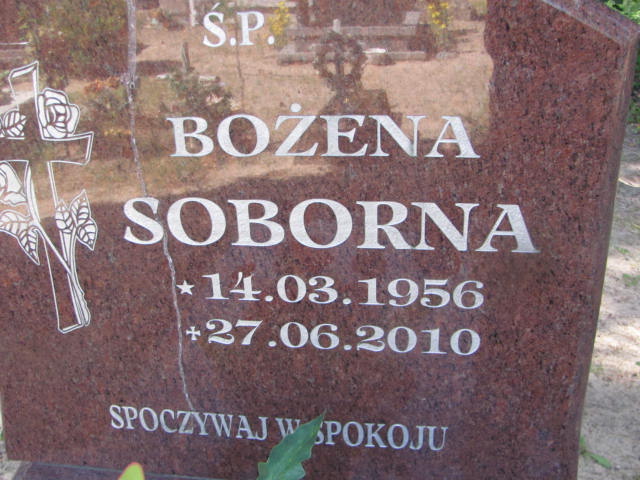 Ś.P.
BOŻENA
SOBORNA
★ 14.03.1956
+ 27.06.2010
SPOCZYWAJ W SPOKOJU